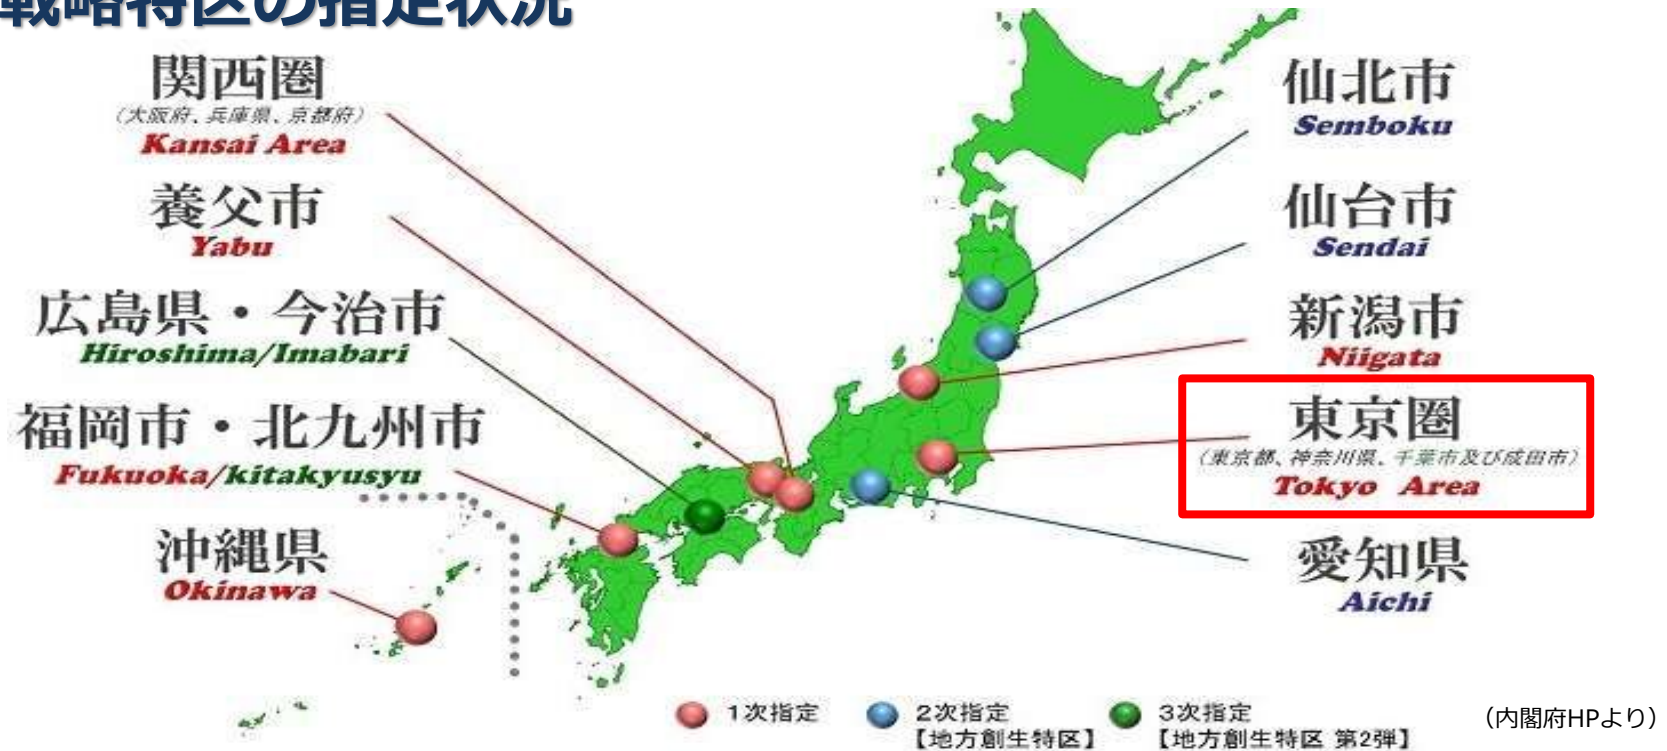 戦略特区の指定状況
関西圏
（大阪府、兵庫県、京都府）
Kansai Area
養父市
Yabu
広島県・今治市
Hiroshima/Imabari
福岡市・北九州市
Fukuoka/kitakyusyu
沖縄県
Okinawa
仙北市
Semboku
仙台市
Sendai
新潟市
Niigata
東京圏
（東京都、神奈川県、千葉市及び成田市）
Tokyo Area
愛知県
Aichi
1次指定
2次指定
【地方創生特区】
3次指定
【地方創生特区 第2弾】
（内閣府HPより）